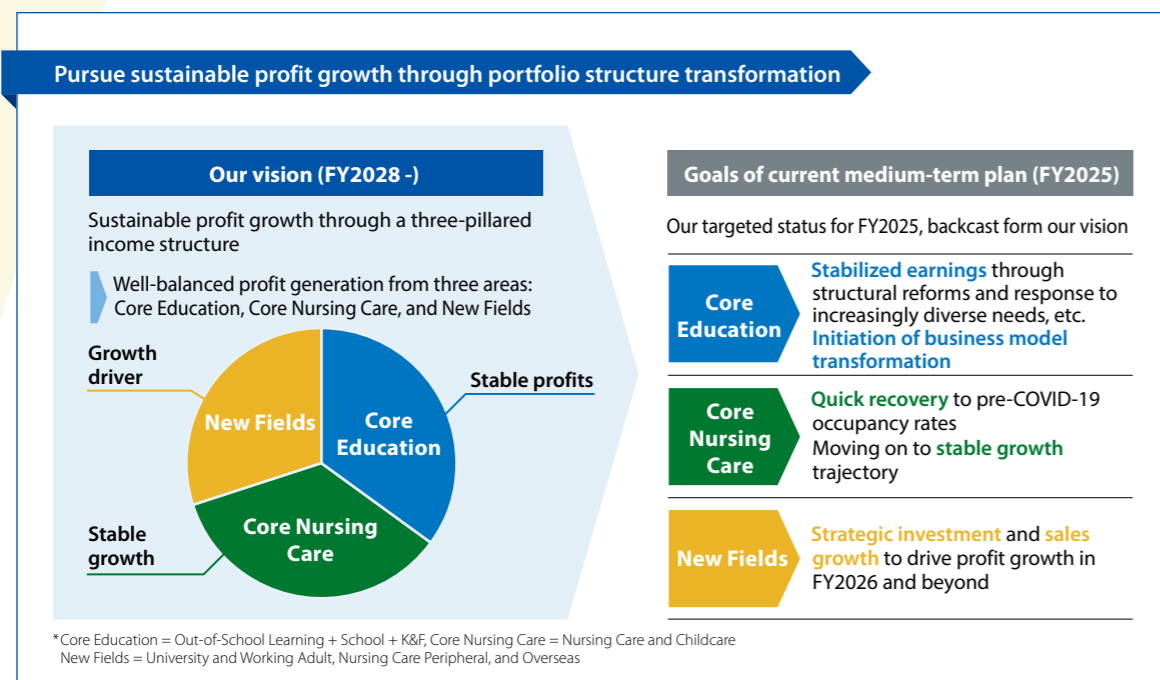 Pursue sustainable profit growth through portfolio structure transformation
Our vision (FY2028 -)
Sustainable profit growth through a three-pillared
income structure
Well-balanced profit generation from three areas:
Core Education, Core Nursing Care, and New Fields
Growth
driver
Stable profits
New Fields
Core
Education
Core Nursing
Care
Stable
growth
Goals of current medium-term plan (FY2025)
Our targeted status for FY2025, backcast form our vision
Core
Education
Stabilized earnings through
structural reforms and response to
increasingly diverse needs, etc.
Initiation of business model
transformation
Core
Nursing
Care
Quick recovery to pre-COVID-19
occupancy rates
Moving on to stable growth
trajectory
New Fields
Strategic investment and sales
growth to drive profit growth in
FY2026 and beyond
*Core Education = Out-of-School Learning + School + K&F, Core Nursing Care = Nursing Care and Childcare
New Fields = University and Working Adult, Nursing Care Peripheral, and Overseas